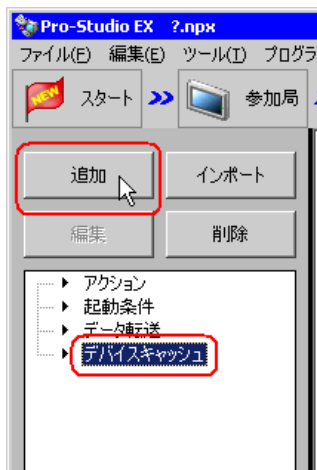 Pro-Studio EX ?.npx
ファイル(F) 編集(E) ツール(T) プログラ
NEW スタート 参加局
追加 インポート
編集 削除
アクション
起動条件
データ転送
デバイスキャッシュ